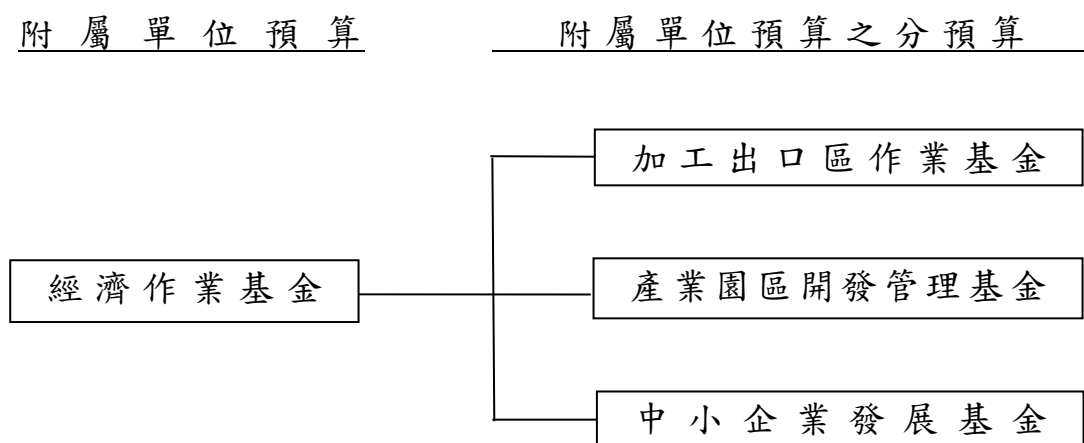 附屬單位預算
附屬單位預算之分預算
加工出口區作業基金
經濟作業基金
產業園區開發管理基金
中小企業發展基金